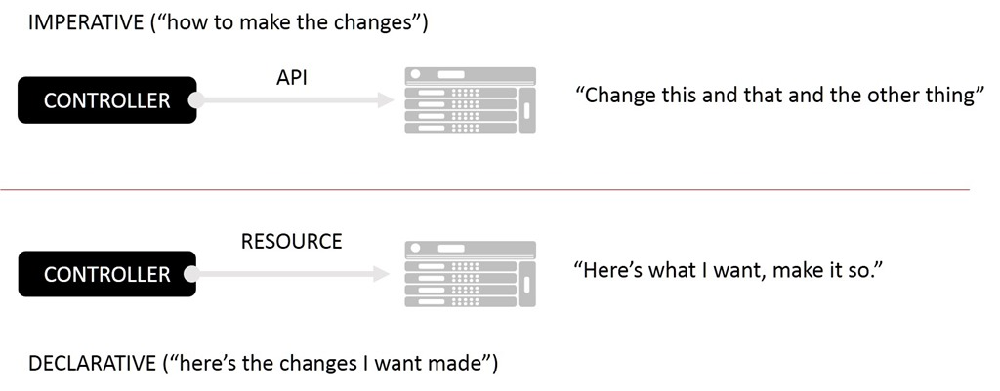 IMPERATIVE (“how to make the changes”)
API
CONTROLLER
“Change this and that and the other thing”
RESOURCE
CONTROLLER
“Here’s what I want, make it so.”
DECLARATIVE (“here’s the changes I want made”)